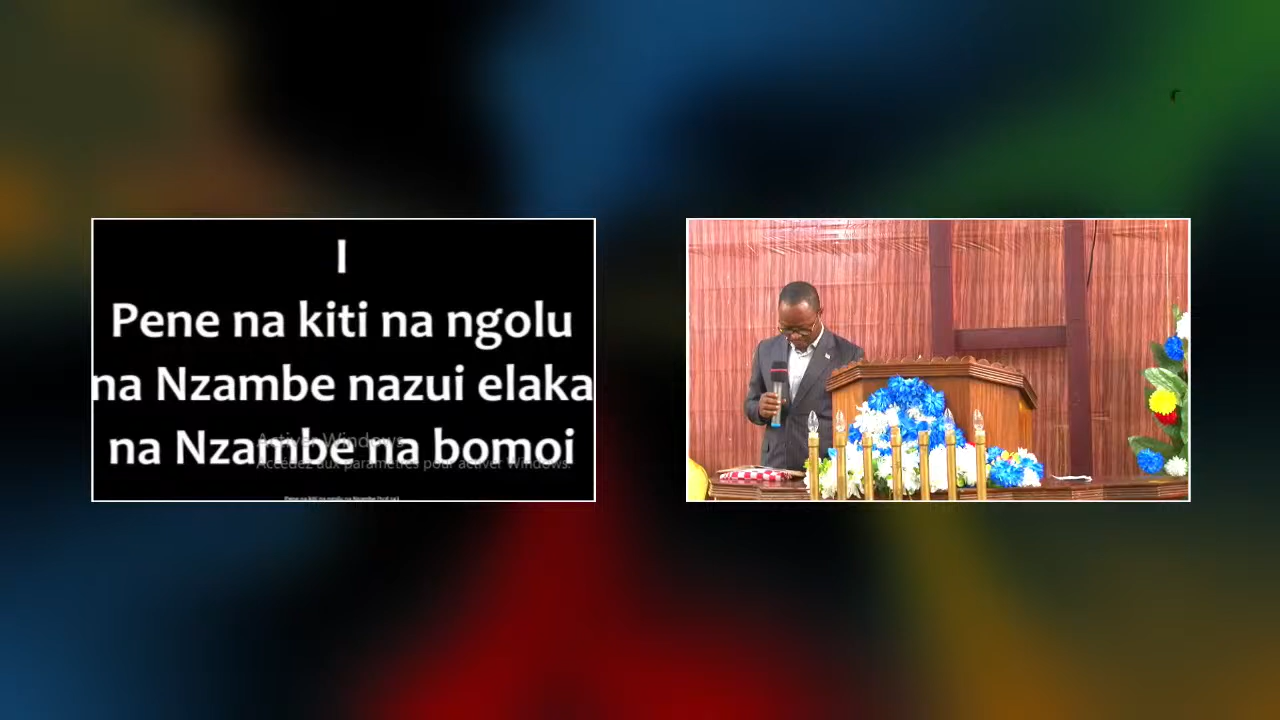 I
Pene na kiti na ngolu
na Nzambe nazui elaka
na Nzambe na bomoi
Activer Windows
Accédez aux paramètres pour activer Windows.